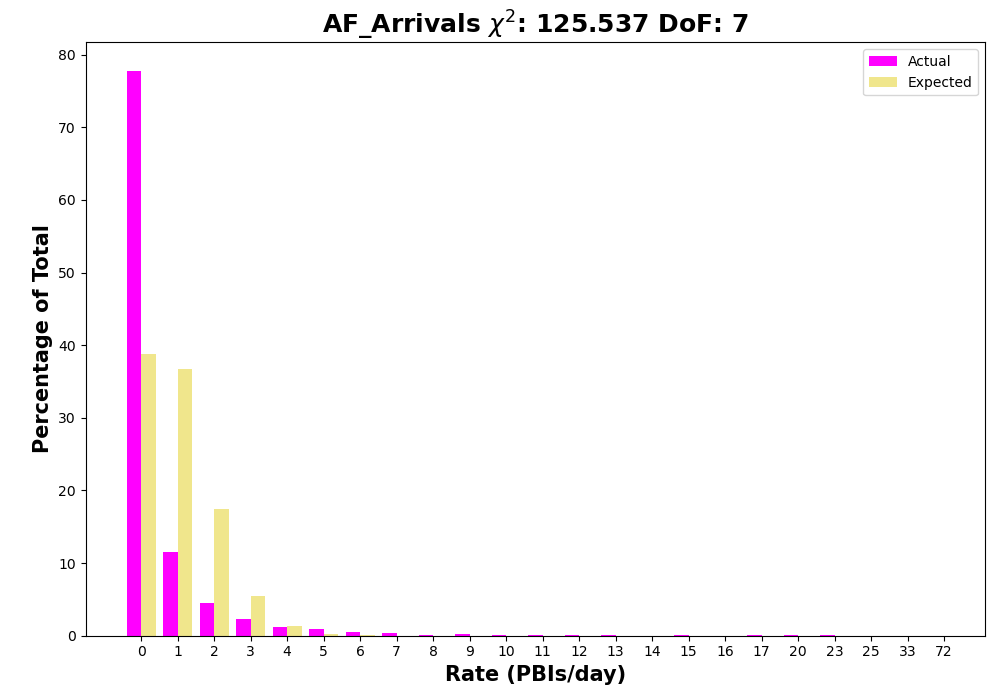 AF_Arrivals χ²: 125.537 DoF: 7
Actual
Expected
Percentage of Total
80
70
60
50
40
30
20
10
0
0 1 2 3 4 5 6 7 8 9 10 11 12 13 14 15 16 17 20 23 25 33 72
Rate (PBIs/day)